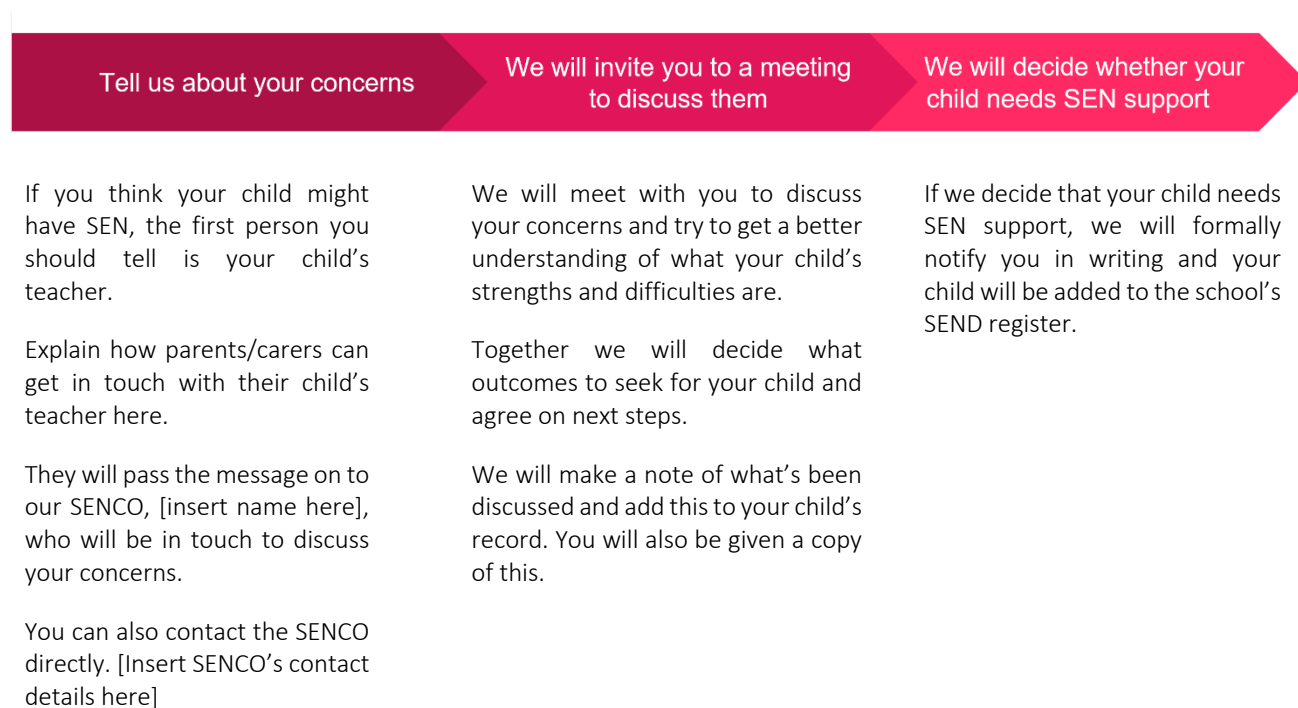 Tell us about your concerns
We will invite you to a meeting
to discuss them
We will decide whether your
child needs SEN support
If you think your child might
have SEN, the first person you
should tell is your child’s
teacher.
Explain how parents/carers can
get in touch with their child’s
teacher here.
They will pass the message on to
our SENCO, [insert name here],
who will be in touch to discuss
your concerns.
You can also contact the SENCO
directly. [Insert SENCO’s contact
details here]
We will meet with you to discuss
your concerns and try to get a better
understanding of what your child’s
strengths and difficulties are.
Together we will decide what
outcomes to seek for your child and
agree on next steps.
We will make a note of what’s been
discussed and add this to your child’s
record. You will also be given a copy
of this.
If we decide that your child needs
SEN support, we will formally
notify you in writing and your
child will be added to the school’s
SEND register.